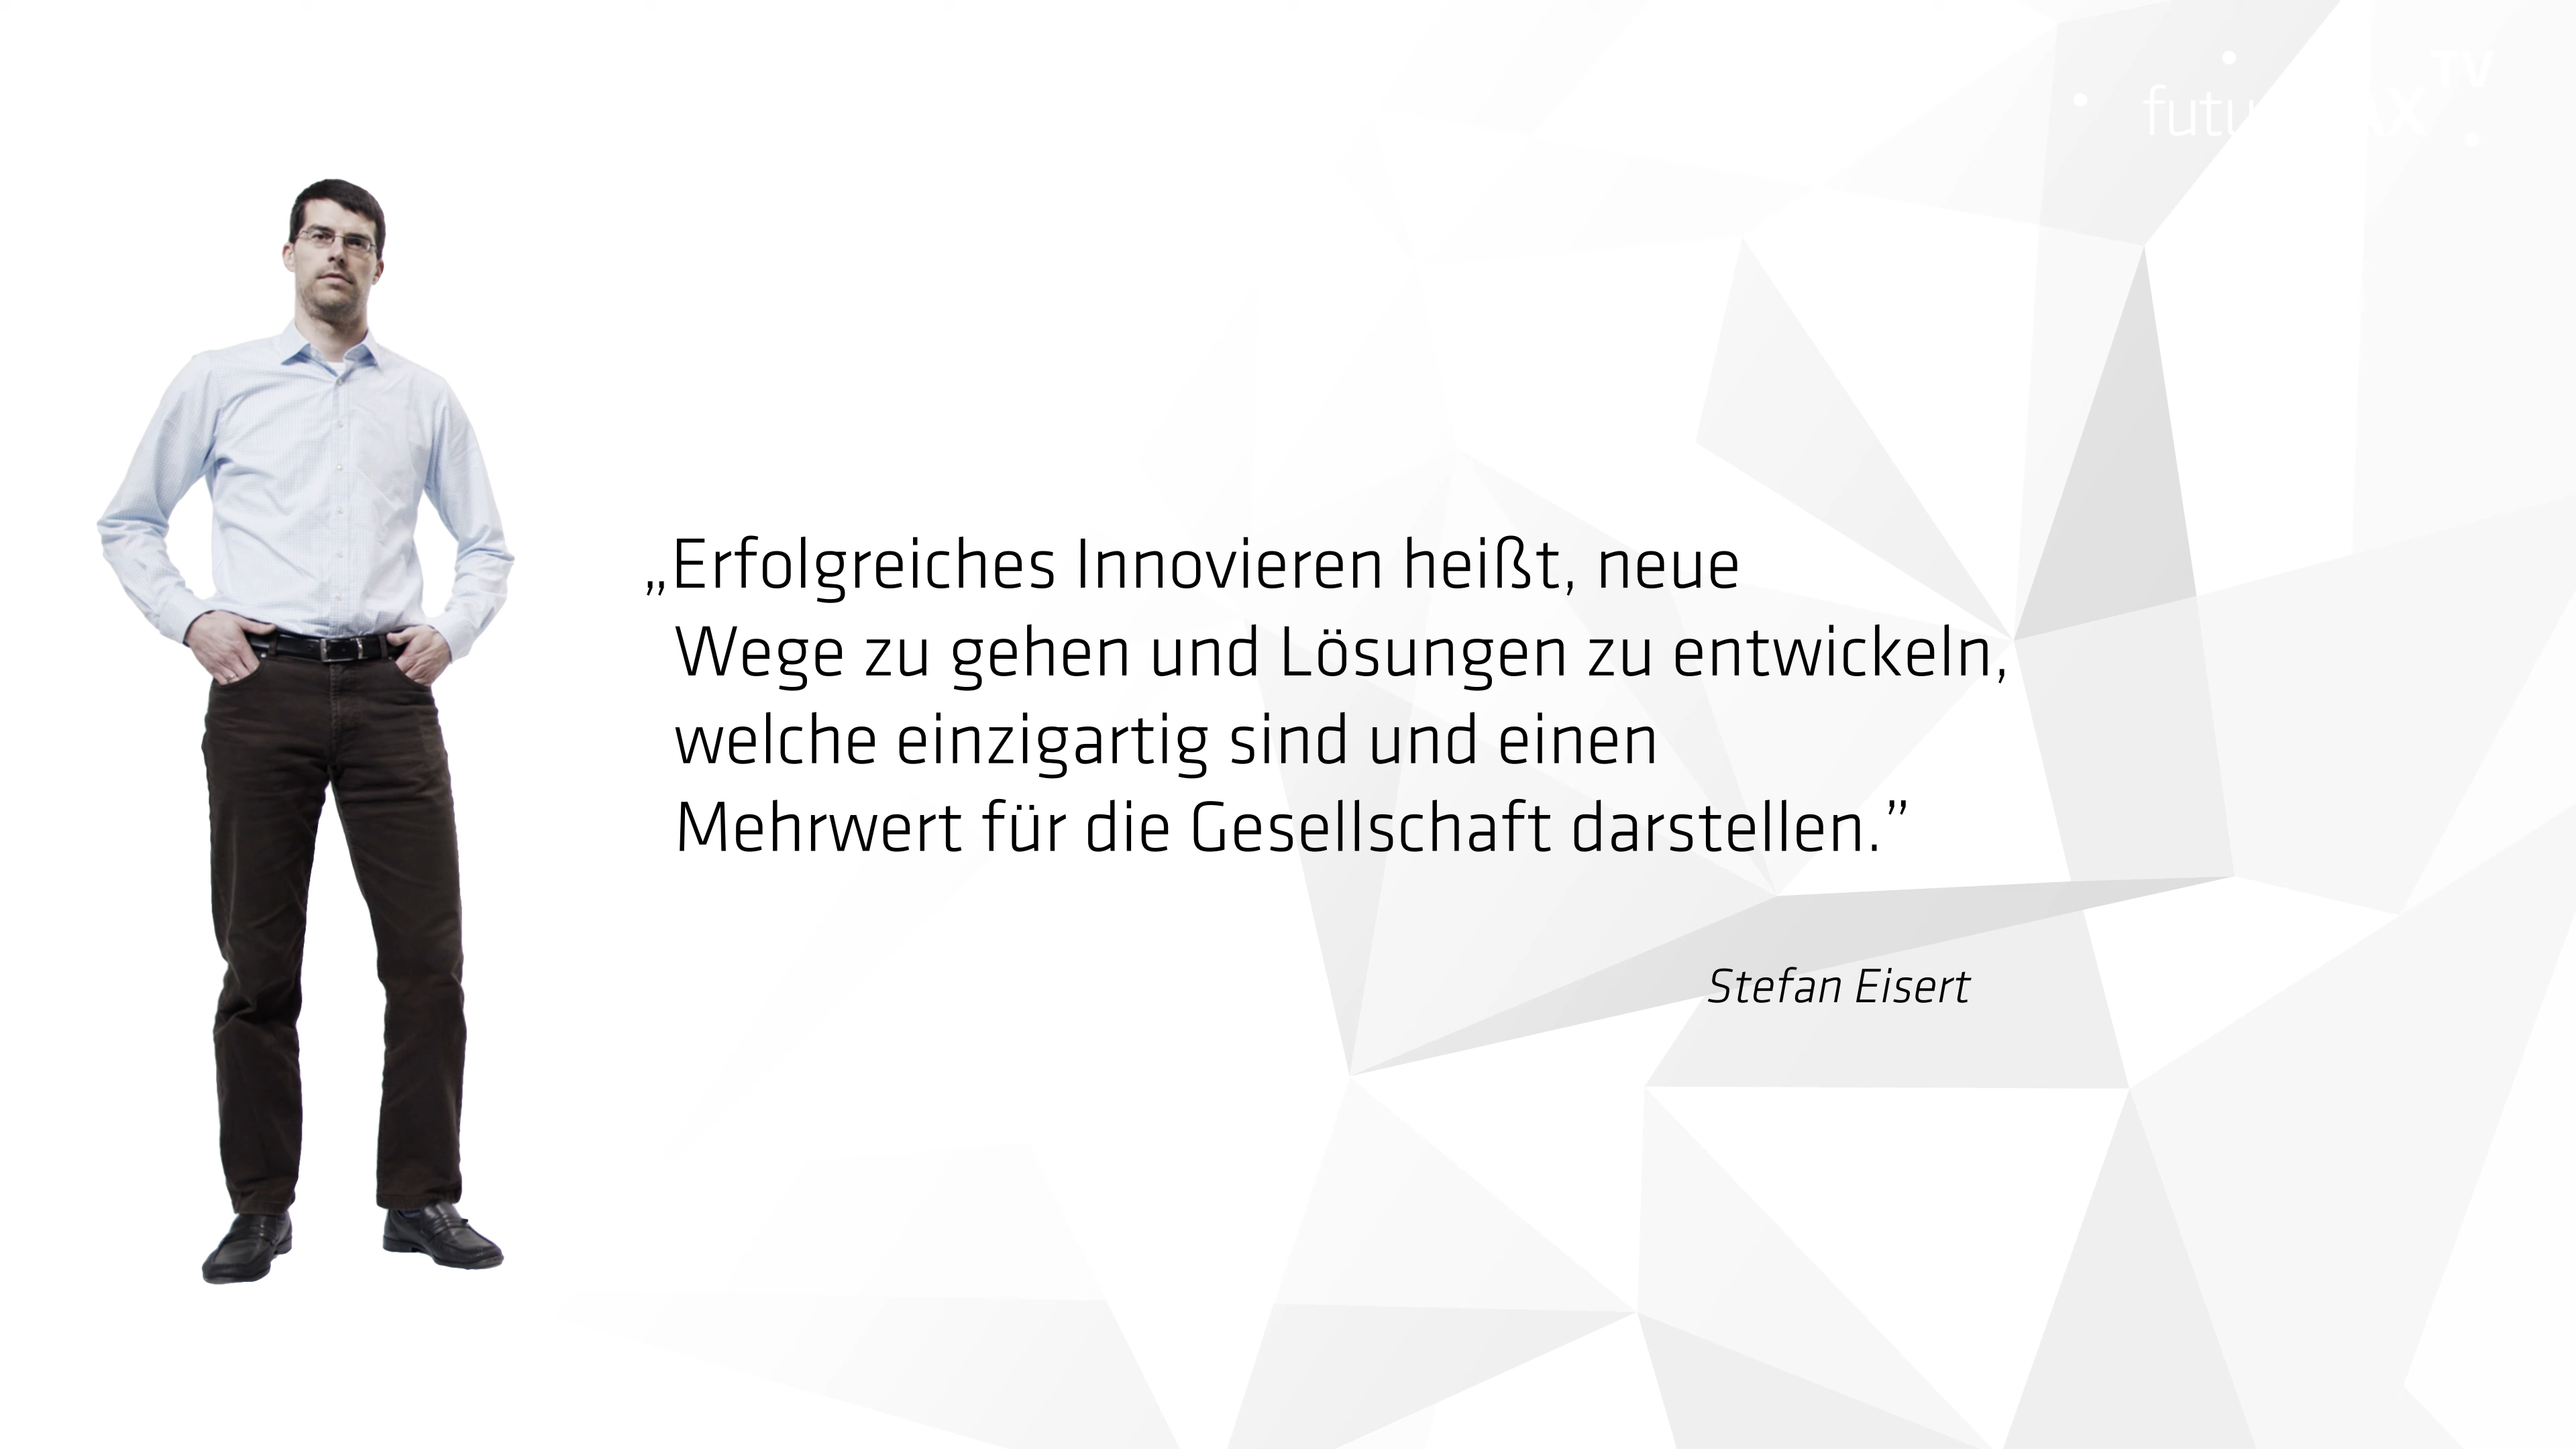 TV
„Erfolgreiches Innovieren heißt, neue
Wege zu gehen und Lösungen zu entwickeln,
welche einzigartig sind und einen
Mehrwert für die Gesellschaft darstellen.”
Stefan Eisert